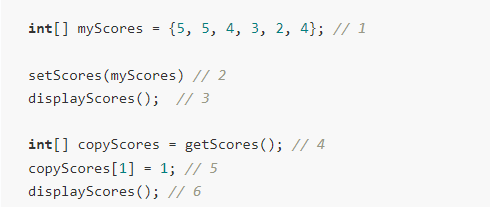 int[] myScores = {5, 5, 4, 3, 2, 4}; // 1
setScores(myScores) // 2
displayScores();  // 3
int[] copyScores = getScores(); // 4
copyScores[1] = 1; // 5
displayScores(); // 6